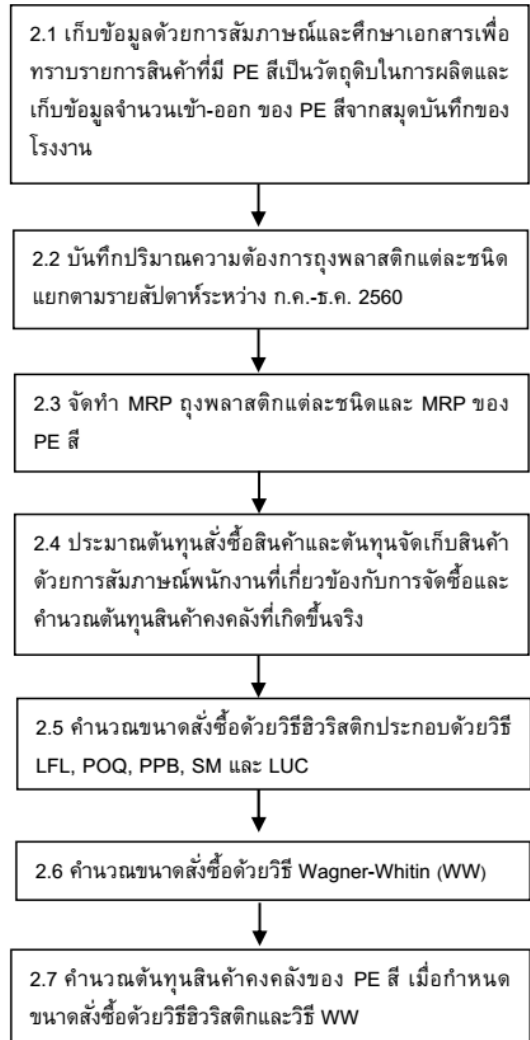 2.1 เก็บข้อมูลด้วยการสัมภาษณ์และศึกษาเอกสารเพื่อ
ทราบรายการสินค้าที่มี PE สีเป็นวัตถุดิบในการผลิตและ
เก็บข้อมูลจำนวนเข้า-ออก ของ PE สีจากสมุดบันทึกของ
โรงงาน
2.2 บันทึกปริมาณความต้องการถุงพลาสติกแต่ละชนิด
แยกตามรายสัปดาห์ระหว่าง ก.ค.-ธ.ค. 2560
2.3 จัดทำ MRP ถุงพลาสติกแต่ละชนิดและ MRP ของ
PE สี
2.4 ประมาณต้นทุนสั่งซื้อสินค้าและต้นทุนจัดเก็บสินค้า
ด้วยการสัมภาษณ์พนักงานที่เกี่ยวข้องกับการจัดซื้อและ
คำนวณต้นทุนสินค้าคงคลังที่เกิดขึ้นจริง
2.5 คำนวณขนาดสั่งซื้อด้วยวิธีฮิวริสติกประกอบด้วยวิธี
LFL, POQ, PPB, SM และ LUC
2.6 คำนวณขนาดสั่งซื้อด้วยวิธี Wagner-Whitin (WW)
2.7 คำนวณต้นทุนสินค้าคงคลังของ PE สี เมื่อกำหนด
ขนาดสั่งซื้อด้วยวิธีฮิวริสติกและวิธี WW